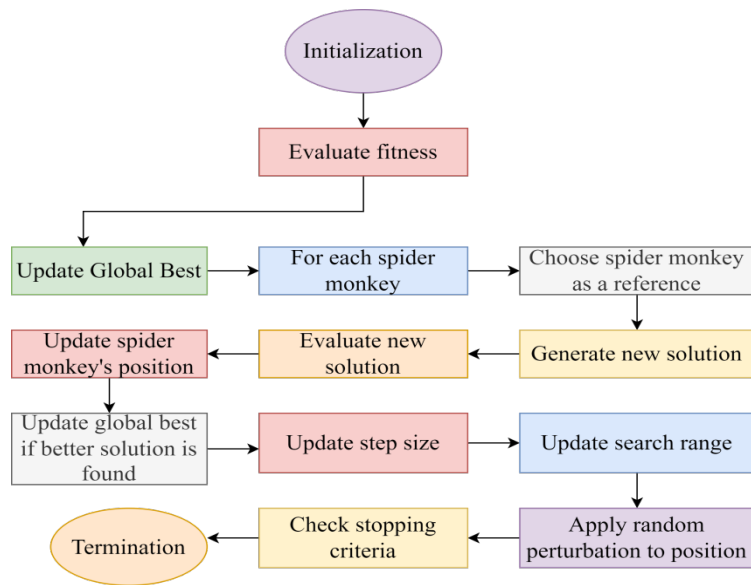 Initialization
Evaluate fitness
Update Global Best
For each spider
monkey
Choose spider monkey
as a reference
Update spider
monkey's position
Evaluate new
solution
Generate new solution
Update global best
if better solution is
found
Update step size
Update search range
Termination
Check stopping
criteria
Apply random
perturbation to position